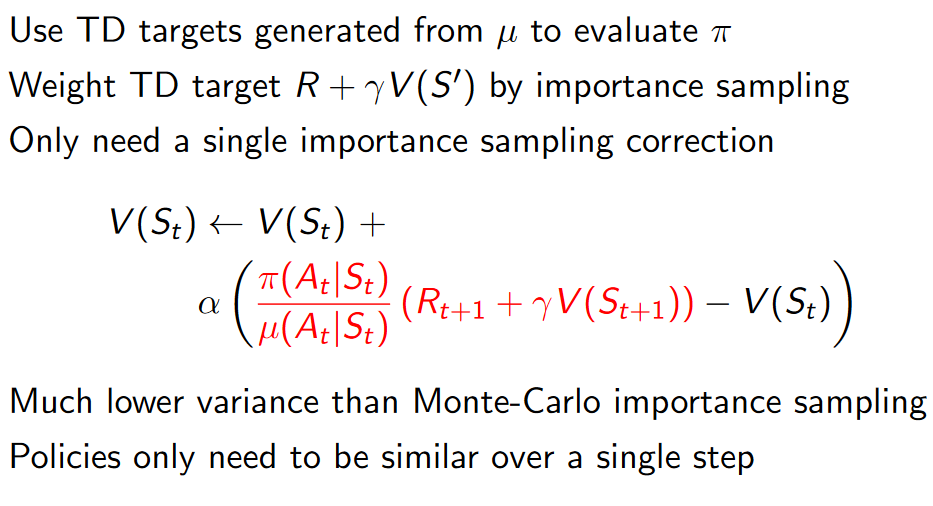 Use TD targets generated from μ to evaluate π
Weight TD target R + γV(S′) by importance sampling
Only need a single importance sampling correction
V(S_t) ← V(S_t) +
α ( π(A_t|S_t) / μ(A_t|S_t) (R_{t+1} + γV(S_{t+1})) − V(S_t) )
Much lower variance than Monte-Carlo importance sampling
Policies only need to be similar over a single step